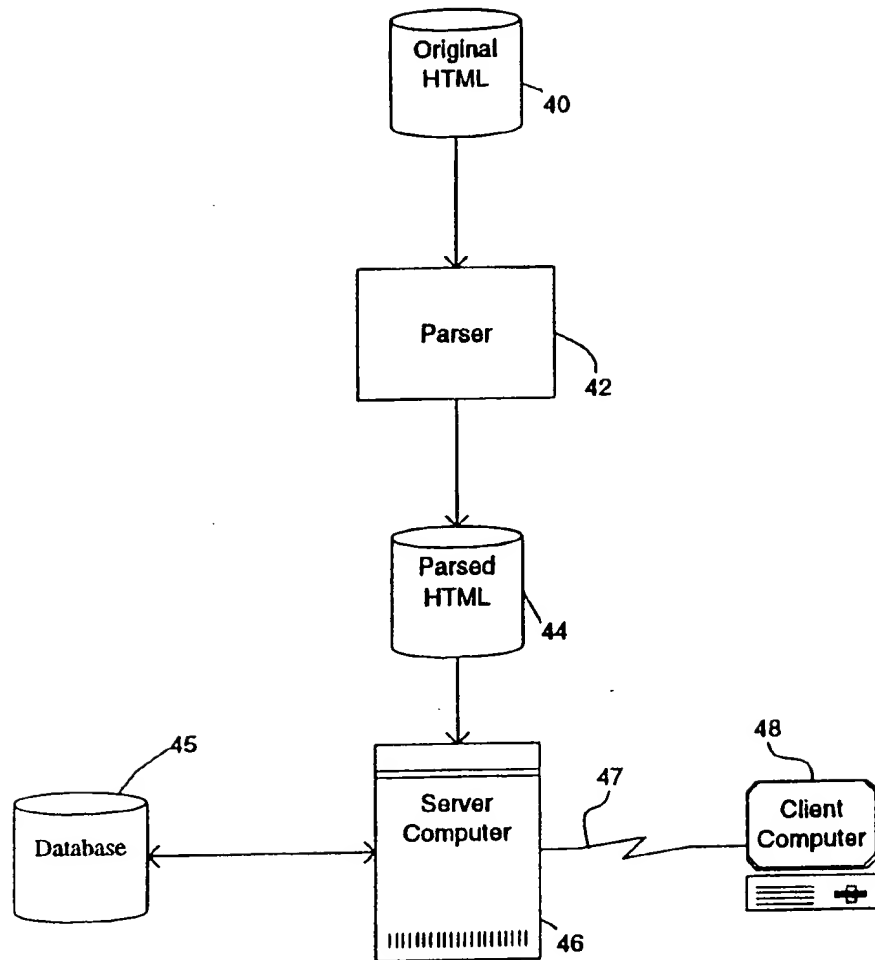 Original
HTML
40
Parser
42
Parsed
HTML
44
45
Database
Server
Computer
46
47
48
Client
Computer